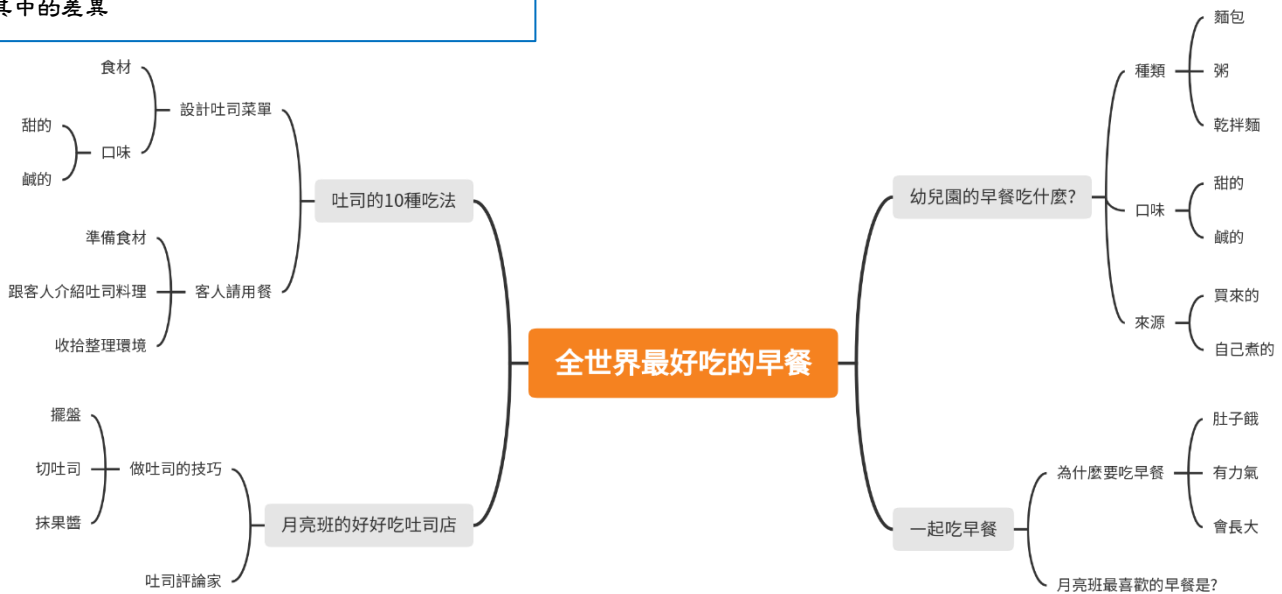 其中的差異
全世界最好吃的早餐
幼兒園的早餐吃什麼?
種類
麵包
粥
乾拌麵
口味
甜的
鹹的
來源
買來的
自己煮的
一起吃早餐
為什麼要吃早餐
肚子餓
有力氣
會長大
月亮班最喜歡的早餐是?
吐司的10種吃法
設計吐司菜單
食材
口味
甜的
鹹的
客人請用餐
準備食材
跟客人介紹吐司料理
收拾整理環境
月亮班的好好吃吐司店
做吐司的技巧
擺盤
切吐司
抹果醬
吐司評論家